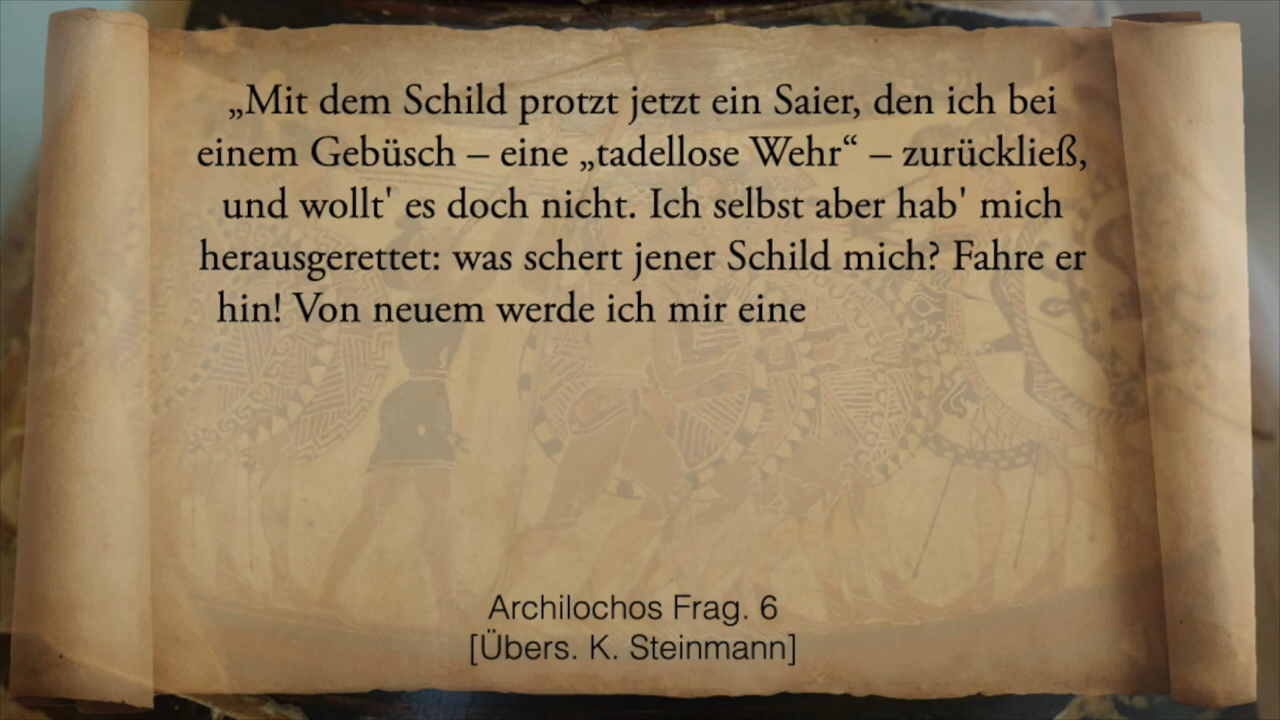 „Mit dem Schild protzt jetzt ein Saier, den ich bei
einem Gebüsch – eine „tadellose Wehr“ – zurückließ,
und wollt' es doch nicht. Ich selbst aber hab' mich
herausgerettet: was schert jener Schild mich? Fahre er
hin! Von neuem werde ich mir eine
Archilochos Frag. 6
[Übers. K. Steinmann]